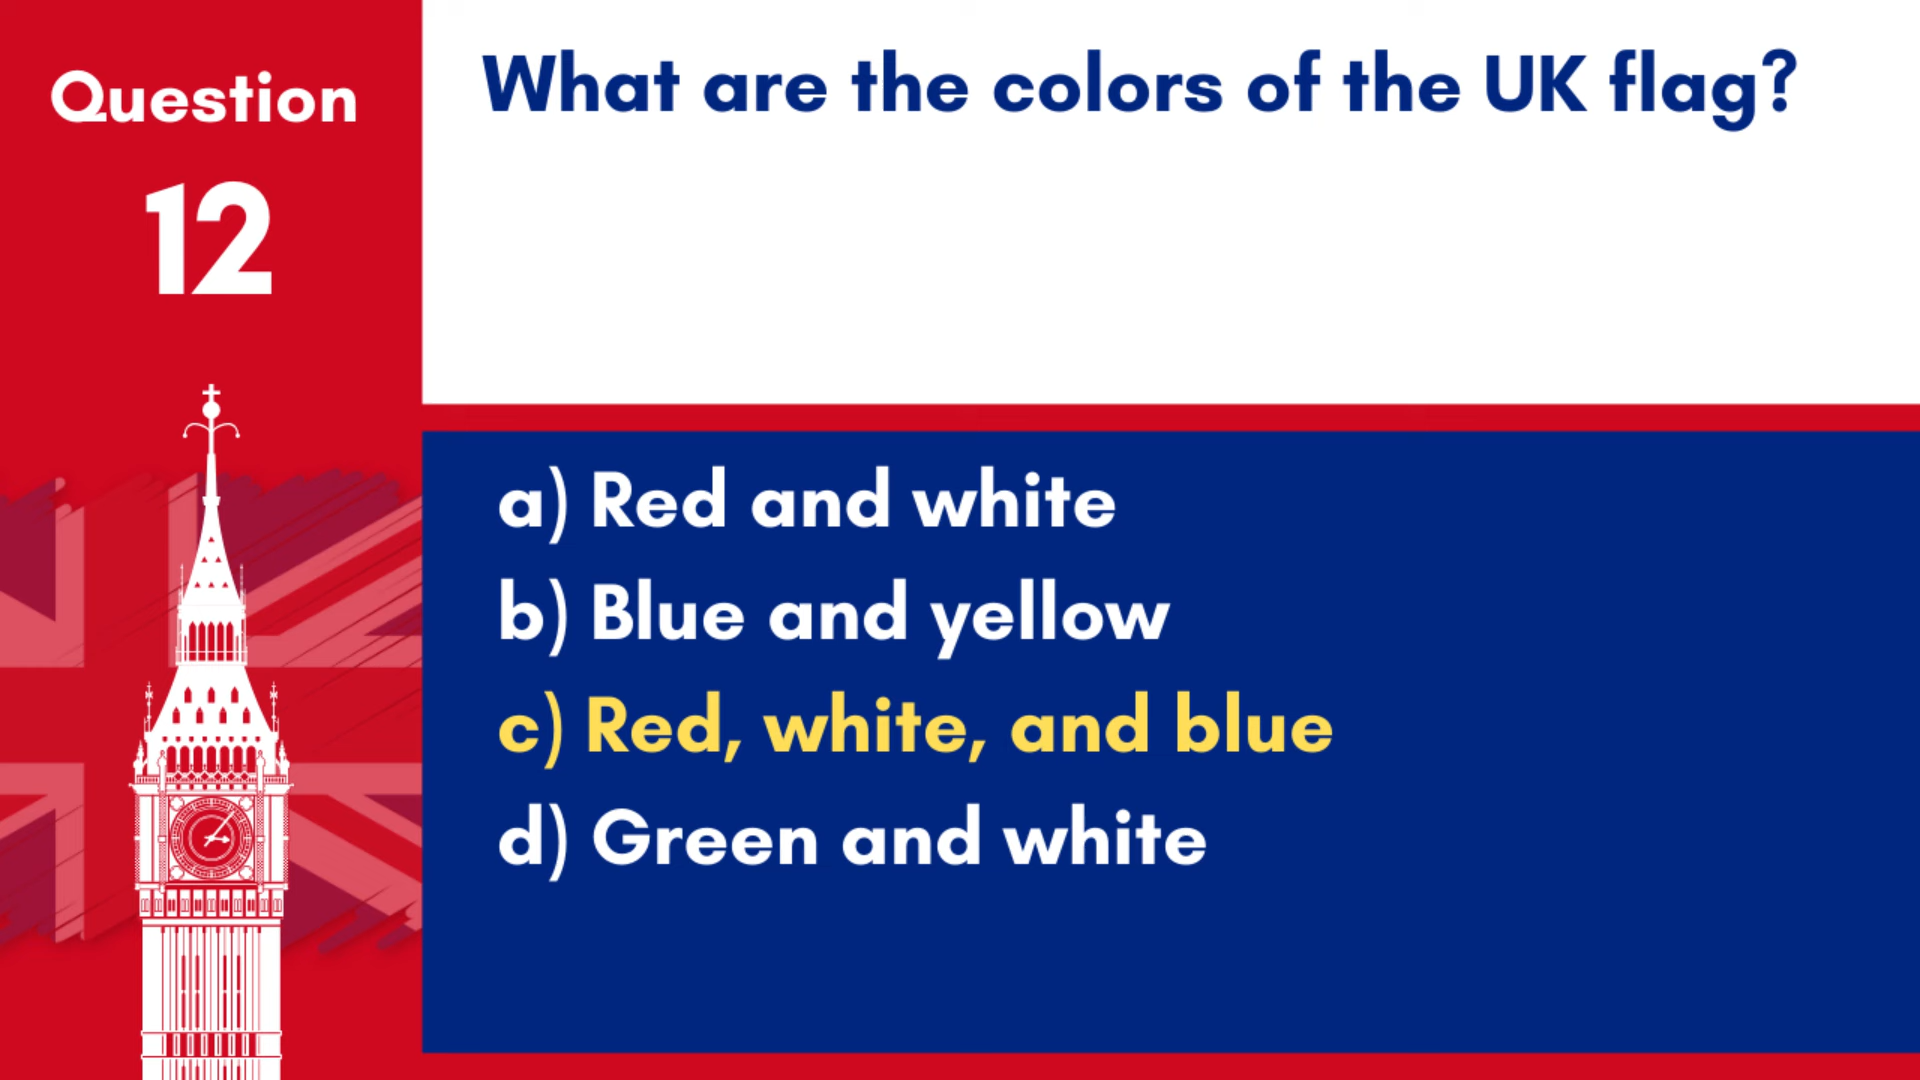 Question
12
What are the colors of the UK flag?
a) Red and white
b) Blue and yellow
c) Red, white, and blue
d) Green and white